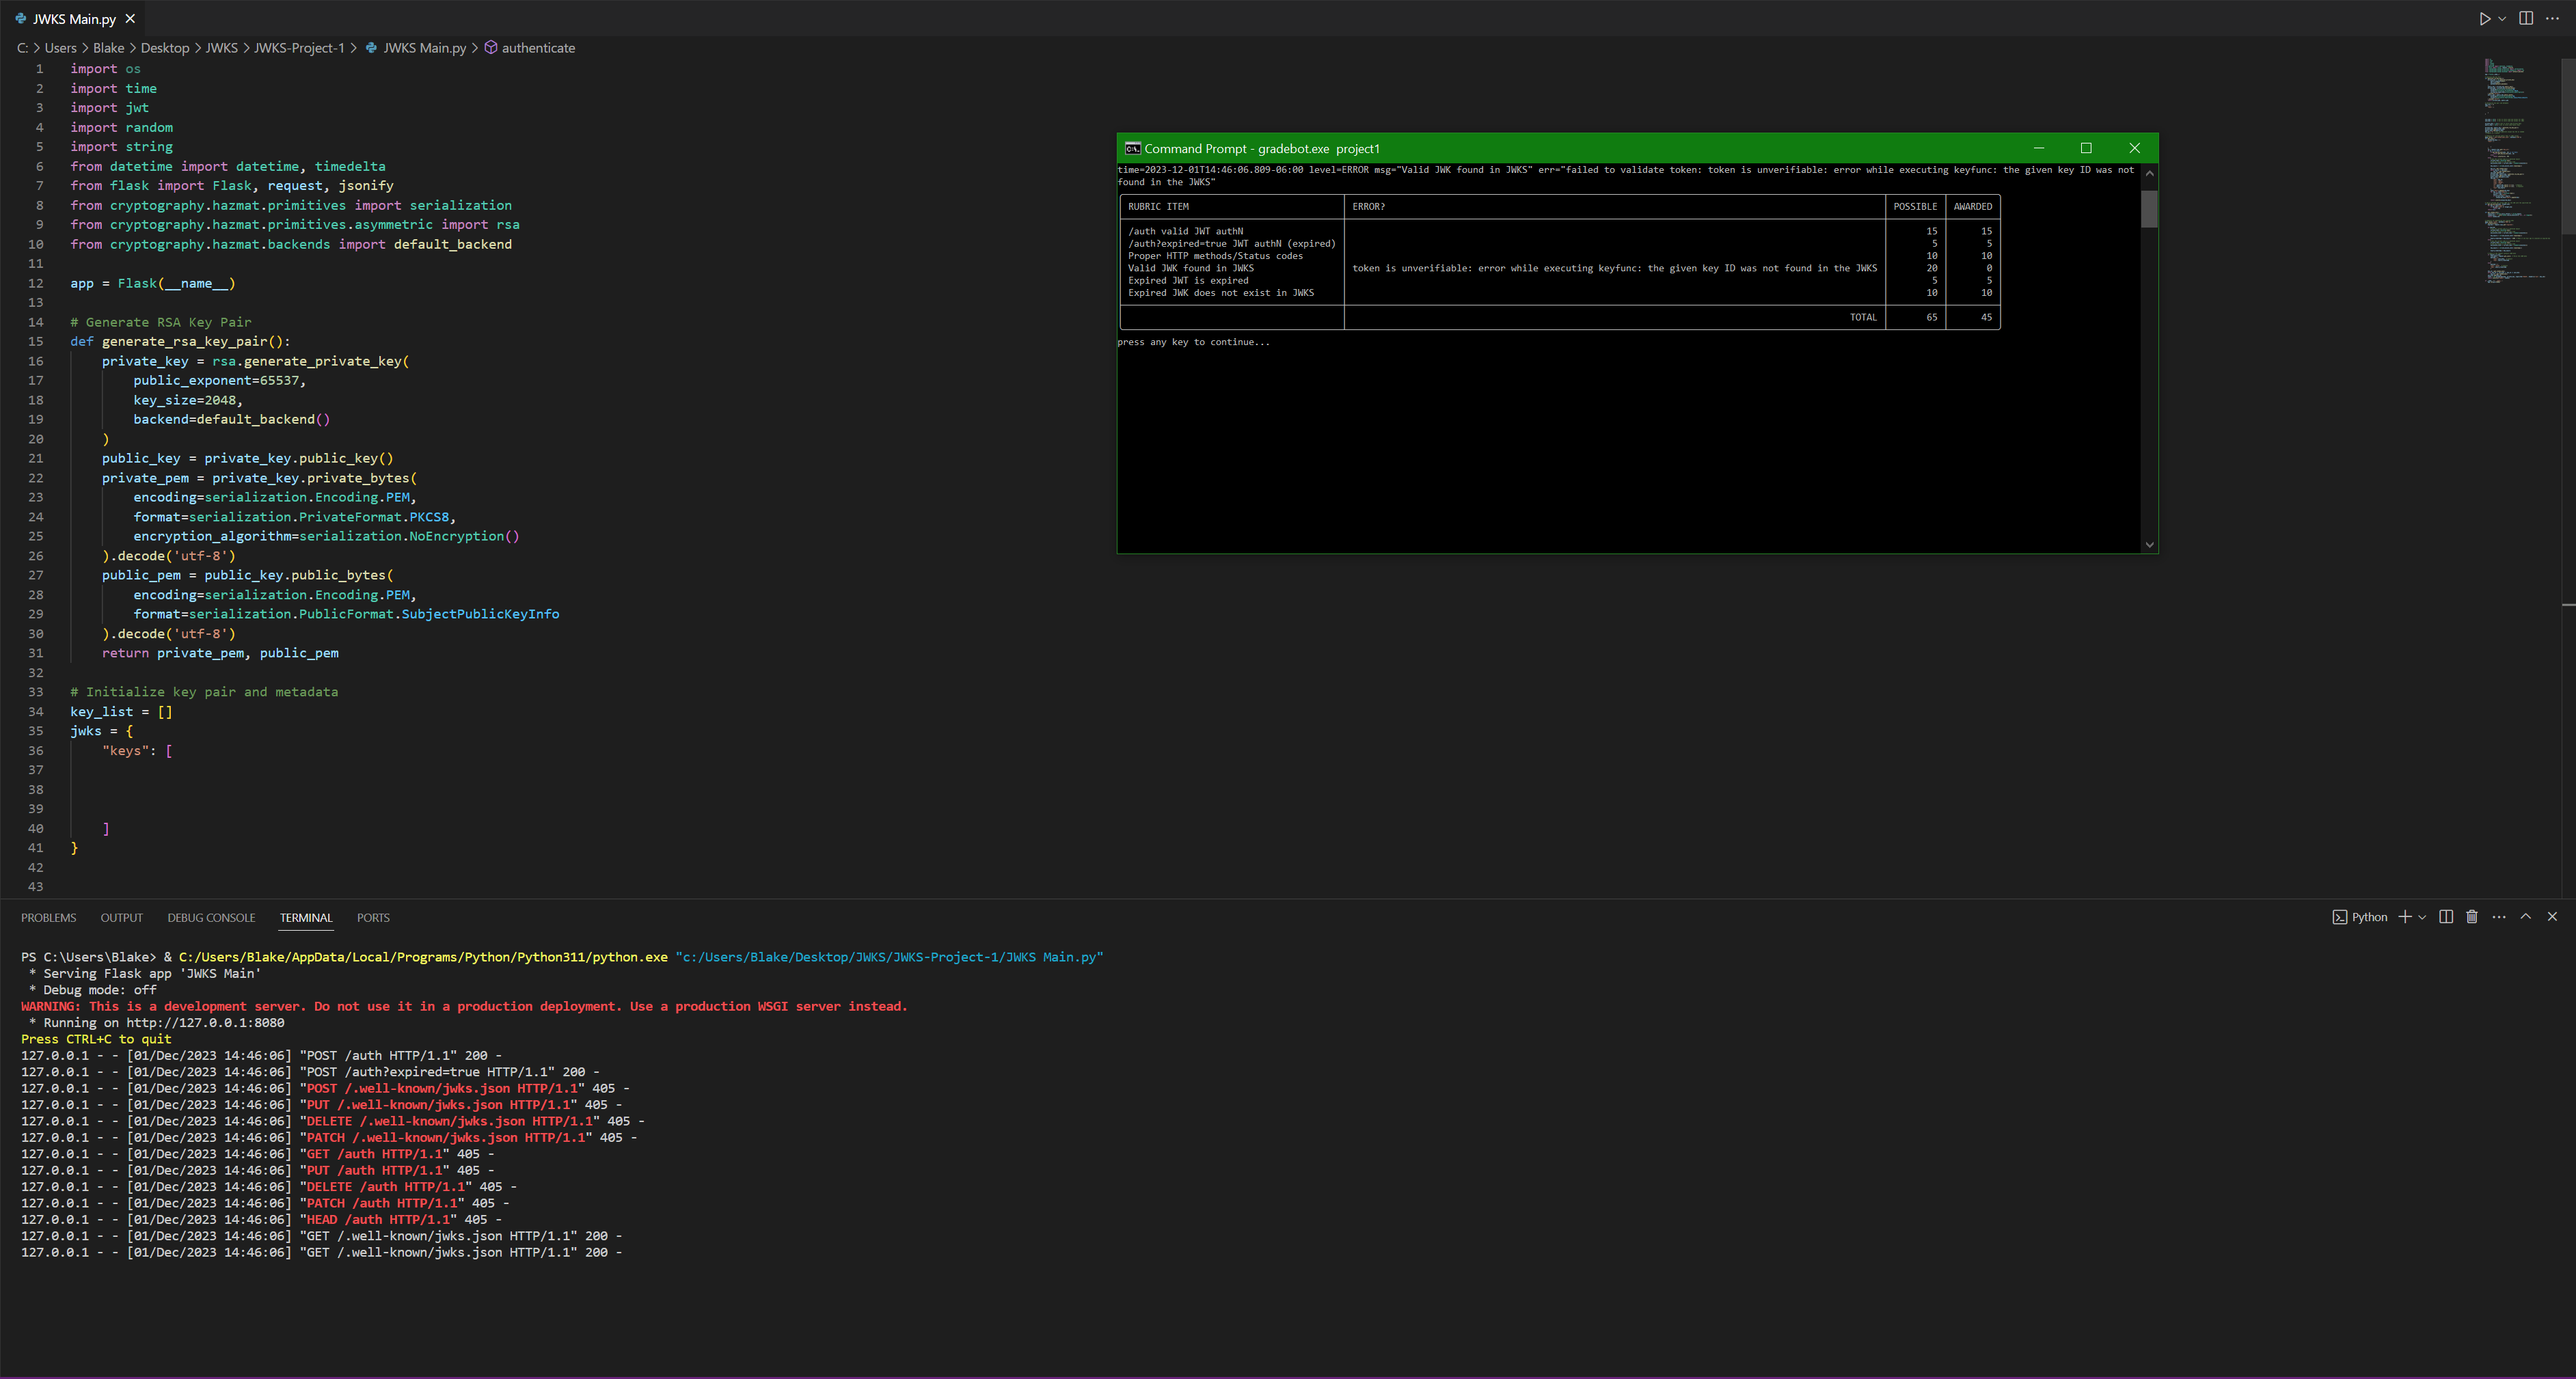 JWKS Main.py
C: > Users > Blake > Desktop > JWKS > JWKS-Project-1 > JWKS Main.py > authenticate
1 import os
2 import time
3 import jwt
4 import random
5 import string
6 from datetime import datetime, timedelta
7 from flask import Flask, request, jsonify
8 from cryptography.hazmat.primitives import serialization
9 from cryptography.hazmat.primitives.asymmetric import rsa
10 from cryptography.hazmat.backends import default_backend
11
12 app = Flask(__name__)
13
14 # Generate RSA Key Pair
15 def generate_rsa_key_pair():
16     private_key = rsa.generate_private_key(
17         public_exponent=65537,
18         key_size=2048,
19         backend=default_backend()
20     )
21     public_key = private_key.public_key()
22     private_pem = private_key.private_bytes(
23         encoding=serialization.Encoding.PEM,
24         format=serialization.PrivateFormat.PKCS8,
25         encryption_algorithm=serialization.NoEncryption()
26     ).decode('utf-8')
27     public_pem = public_key.public_bytes(
28         encoding=serialization.Encoding.PEM,
29         format=serialization.PublicFormat.SubjectPublicKeyInfo
30     ).decode('utf-8')
31     return private_pem, public_pem
32
33 # Initialize key pair and metadata
34 key_list = []
35 jwks = {
36     "keys": [
37
38
39
40     ]
41 }
42
43
Command Prompt - gradebot.exe project1
time=2023-12-01T14:46:06.809-06:00 level=ERROR msg="Valid JWK found in JWKS" err="failed to validate token: token is unverifiable: error while executing keyfunc: the given key ID was not
found in the JWKS"
RUBRIC ITEM ERROR? POSSIBLE AWARDED
/auth valid JWT authN 15 15
/auth?expired=true JWT authN (expired) 5 5
Proper HTTP methods/Status codes 10 10
Valid JWK found in JWKS token is unverifiable: error while executing keyfunc: the given key ID was not found in the JWKS 20 0
Expired JWT is expired 5 5
Expired JWK does not exist in JWKS 10 10
TOTAL 65 45
press any key to continue...
PROBLEMS OUTPUT DEBUG CONSOLE TERMINAL PORTS
Python
PS C:\Users\Blake> & C:/Users/Blake/AppData/Local/Programs/Python/Python311/python.exe "c:/Users/Blake/Desktop/JWKS/JWKS-Project-1/JWKS Main.py"
 * Serving Flask app 'JWKS Main'
 * Debug mode: off
WARNING: This is a development server. Do not use it in a production deployment. Use a production WSGI server instead.
 * Running on http://127.0.0.1:8080
Press CTRL+C to quit
127.0.0.1 - - [01/Dec/2023 14:46:06] "POST /auth HTTP/1.1" 200 -
127.0.0.1 - - [01/Dec/2023 14:46:06] "POST /auth?expired=true HTTP/1.1" 200 -
127.0.0.1 - - [01/Dec/2023 14:46:06] "POST /.well-known/jwks.json HTTP/1.1" 405 -
127.0.0.1 - - [01/Dec/2023 14:46:06] "PUT /.well-known/jwks.json HTTP/1.1" 405 -
127.0.0.1 - - [01/Dec/2023 14:46:06] "DELETE /.well-known/jwks.json HTTP/1.1" 405 -
127.0.0.1 - - [01/Dec/2023 14:46:06] "PATCH /.well-known/jwks.json HTTP/1.1" 405 -
127.0.0.1 - - [01/Dec/2023 14:46:06] "GET /auth HTTP/1.1" 405 -
127.0.0.1 - - [01/Dec/2023 14:46:06] "PUT /auth HTTP/1.1" 405 -
127.0.0.1 - - [01/Dec/2023 14:46:06] "DELETE /auth HTTP/1.1" 405 -
127.0.0.1 - - [01/Dec/2023 14:46:06] "PATCH /auth HTTP/1.1" 405 -
127.0.0.1 - - [01/Dec/2023 14:46:06] "HEAD /auth HTTP/1.1" 405 -
127.0.0.1 - - [01/Dec/2023 14:46:06] "GET /.well-known/jwks.json HTTP/1.1" 200 -
127.0.0.1 - - [01/Dec/2023 14:46:06] "GET /.well-known/jwks.json HTTP/1.1" 200 -